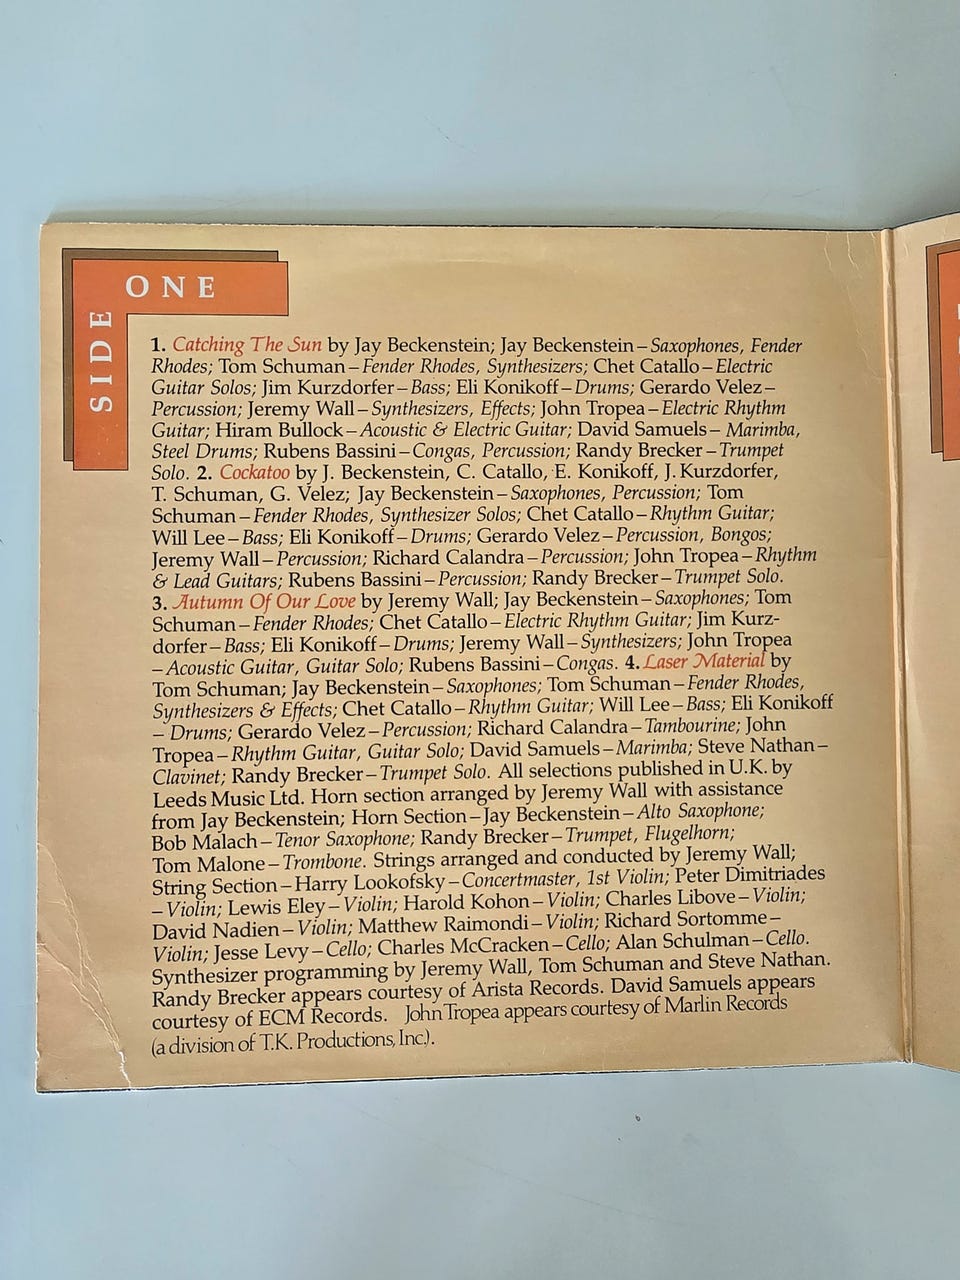 SIDE ONE
1. Catching The Sun by Jay Beckenstein; Jay Beckenstein – Saxophones, Fender
Rhodes; Tom Schuman – Fender Rhodes, Synthesizers; Chet Catallo – Electric
Guitar Solos; Jim Kurzdorfer – Bass; Eli Konikoff – Drums; Gerardo Velez –
Percussion; Jeremy Wall – Synthesizers, Effects; John Tropea – Electric Rhythm
Guitar; Hiram Bullock – Acoustic & Electric Guitar; David Samuels – Marimba,
Steel Drums; Rubens Bassini – Congas, Percussion; Randy Brecker – Trumpet
Solo. 2. Cockatoo by J. Beckenstein, C. Catallo, E. Konikoff, J. Kurzdorfer,
T. Schuman, G. Velez; Jay Beckenstein – Saxophones, Percussion; Tom
Schuman – Fender Rhodes, Synthesizer Solos; Chet Catallo – Rhythm Guitar;
Will Lee – Bass; Eli Konikoff – Drums; Gerardo Velez – Percussion, Bongos;
Jeremy Wall – Percussion; Richard Calandra – Percussion; John Tropea – Rhythm
& Lead Guitars; Rubens Bassini – Percussion; Randy Brecker – Trumpet Solo.
3. Autumn Of Our Love by Jeremy Wall; Jay Beckenstein – Saxophones; Tom
Schuman – Fender Rhodes; Chet Catallo – Electric Rhythm Guitar; Jim Kurz-
dorfer – Bass; Eli Konikoff – Drums; Jeremy Wall – Synthesizers; John Tropea
– Acoustic Guitar, Guitar Solo; Rubens Bassini – Congas. 4. Laser Material by
Tom Schuman; Jay Beckenstein – Saxophones; Tom Schuman – Fender Rhodes,
Synthesizers & Effects; Chet Catallo – Rhythm Guitar; Will Lee – Bass; Eli Konikoff
– Drums; Gerardo Velez – Percussion; Richard Calandra – Tambourine; John
Tropea – Rhythm Guitar, Guitar Solo; David Samuels – Marimba; Steve Nathan –
Clavinet; Randy Brecker – Trumpet Solo. All selections published in U.K. by
Leeds Music Ltd. Horn section arranged by Jeremy Wall with assistance
from Jay Beckenstein; Horn Section – Jay Beckenstein – Alto Saxophone;
Bob Malach – Tenor Saxophone; Randy Brecker – Trumpet, Flugelhorn;
Tom Malone – Trombone. Strings arranged and conducted by Jeremy Wall;
String Section – Harry Lookofsky – Concertmaster, 1st Violin; Peter Dimitriades
– Violin; Lewis Eley – Violin; Harold Kohon – Violin; Charles Libove – Violin;
David Nadien – Violin; Matthew Raimondi – Violin; Richard Sortomme –
Violin; Jesse Levy – Cello; Charles McCracken – Cello; Alan Schulman – Cello.
Synthesizer programming by Jeremy Wall, Tom Schuman and Steve Nathan.
Randy Brecker appears courtesy of Arista Records. David Samuels appears
courtesy of ECM Records. John Tropea appears courtesy of Marlin Records
(a division of T.K. Productions, Inc.).